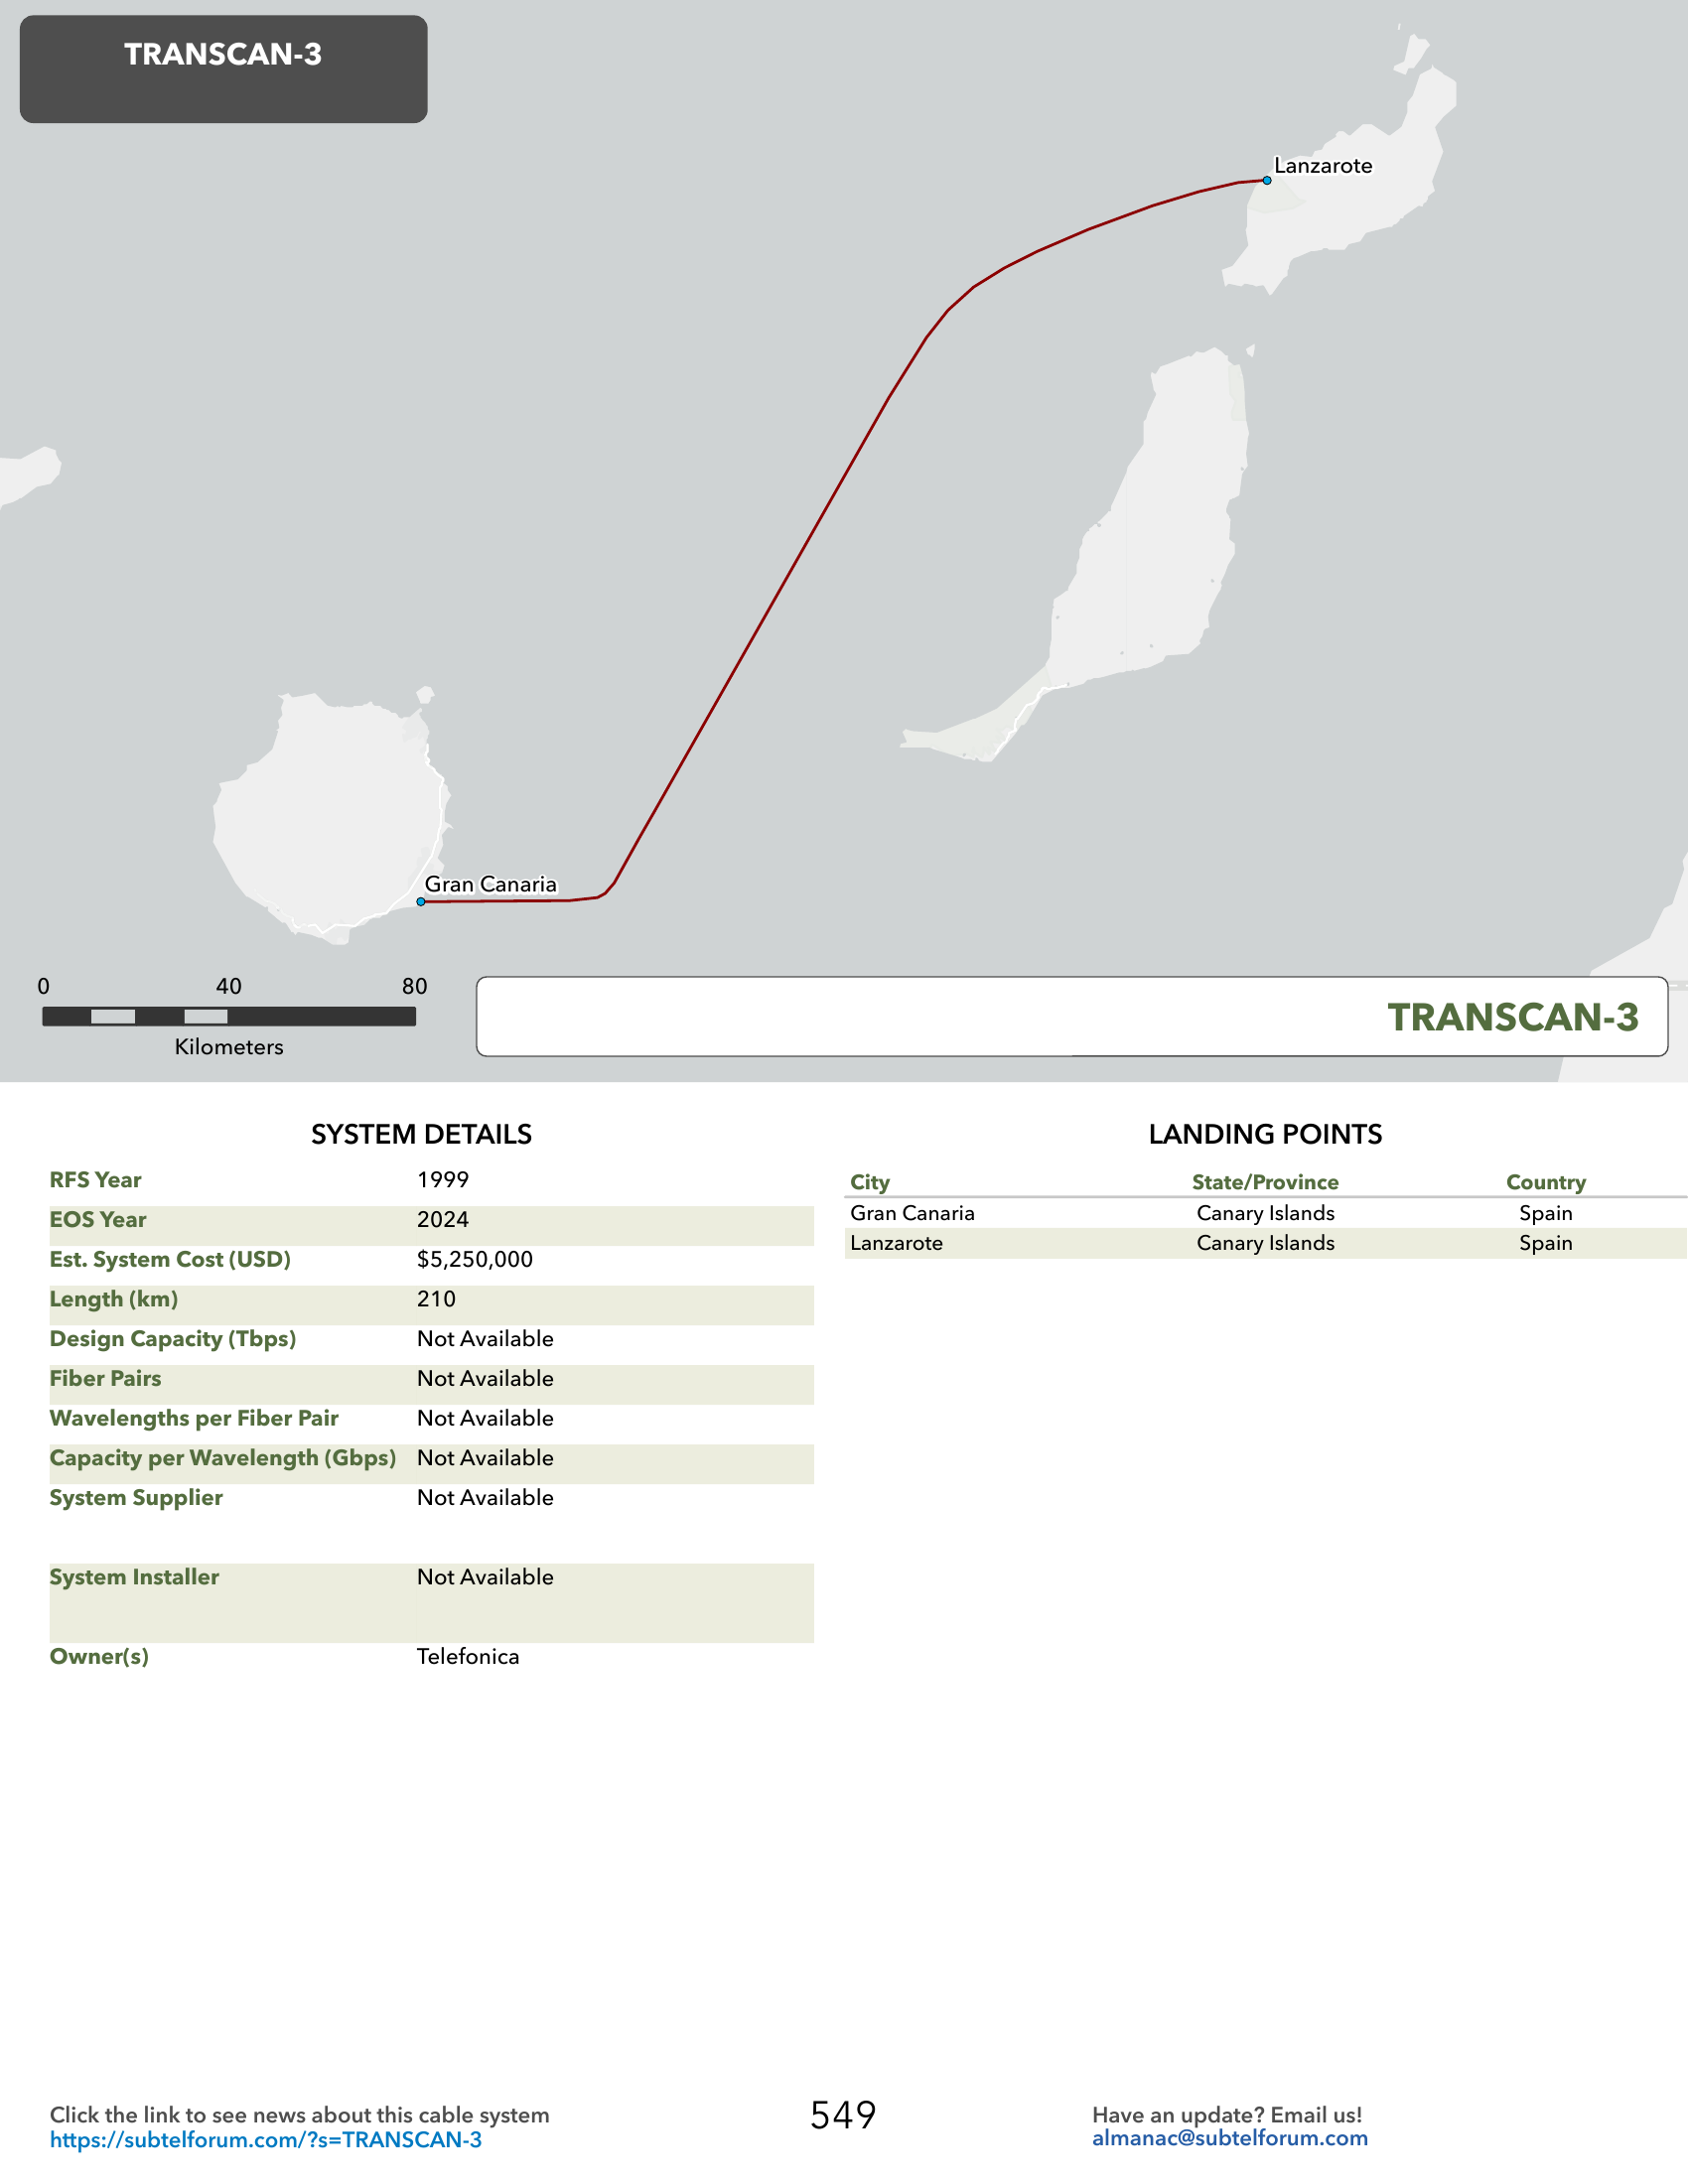 TRANSCAN-3
Lanzarote
Gran Canaria
0 40 80
Kilometers
TRANSCAN-3
SYSTEM DETAILS
RFS Year 1999
EOS Year 2024
Est. System Cost (USD) $5,250,000
Length (km) 210
Design Capacity (Tbps) Not Available
Fiber Pairs Not Available
Wavelengths per Fiber Pair Not Available
Capacity per Wavelength (Gbps) Not Available
System Supplier Not Available
System Installer Not Available
Owner(s) Telefonica
LANDING POINTS
City State/Province Country
Gran Canaria Canary Islands Spain
Lanzarote Canary Islands Spain
Click the link to see news about this cable system
https://subtelforum.com/?s=TRANSCAN-3
549
Have an update? Email us!
almanac@subtelforum.com